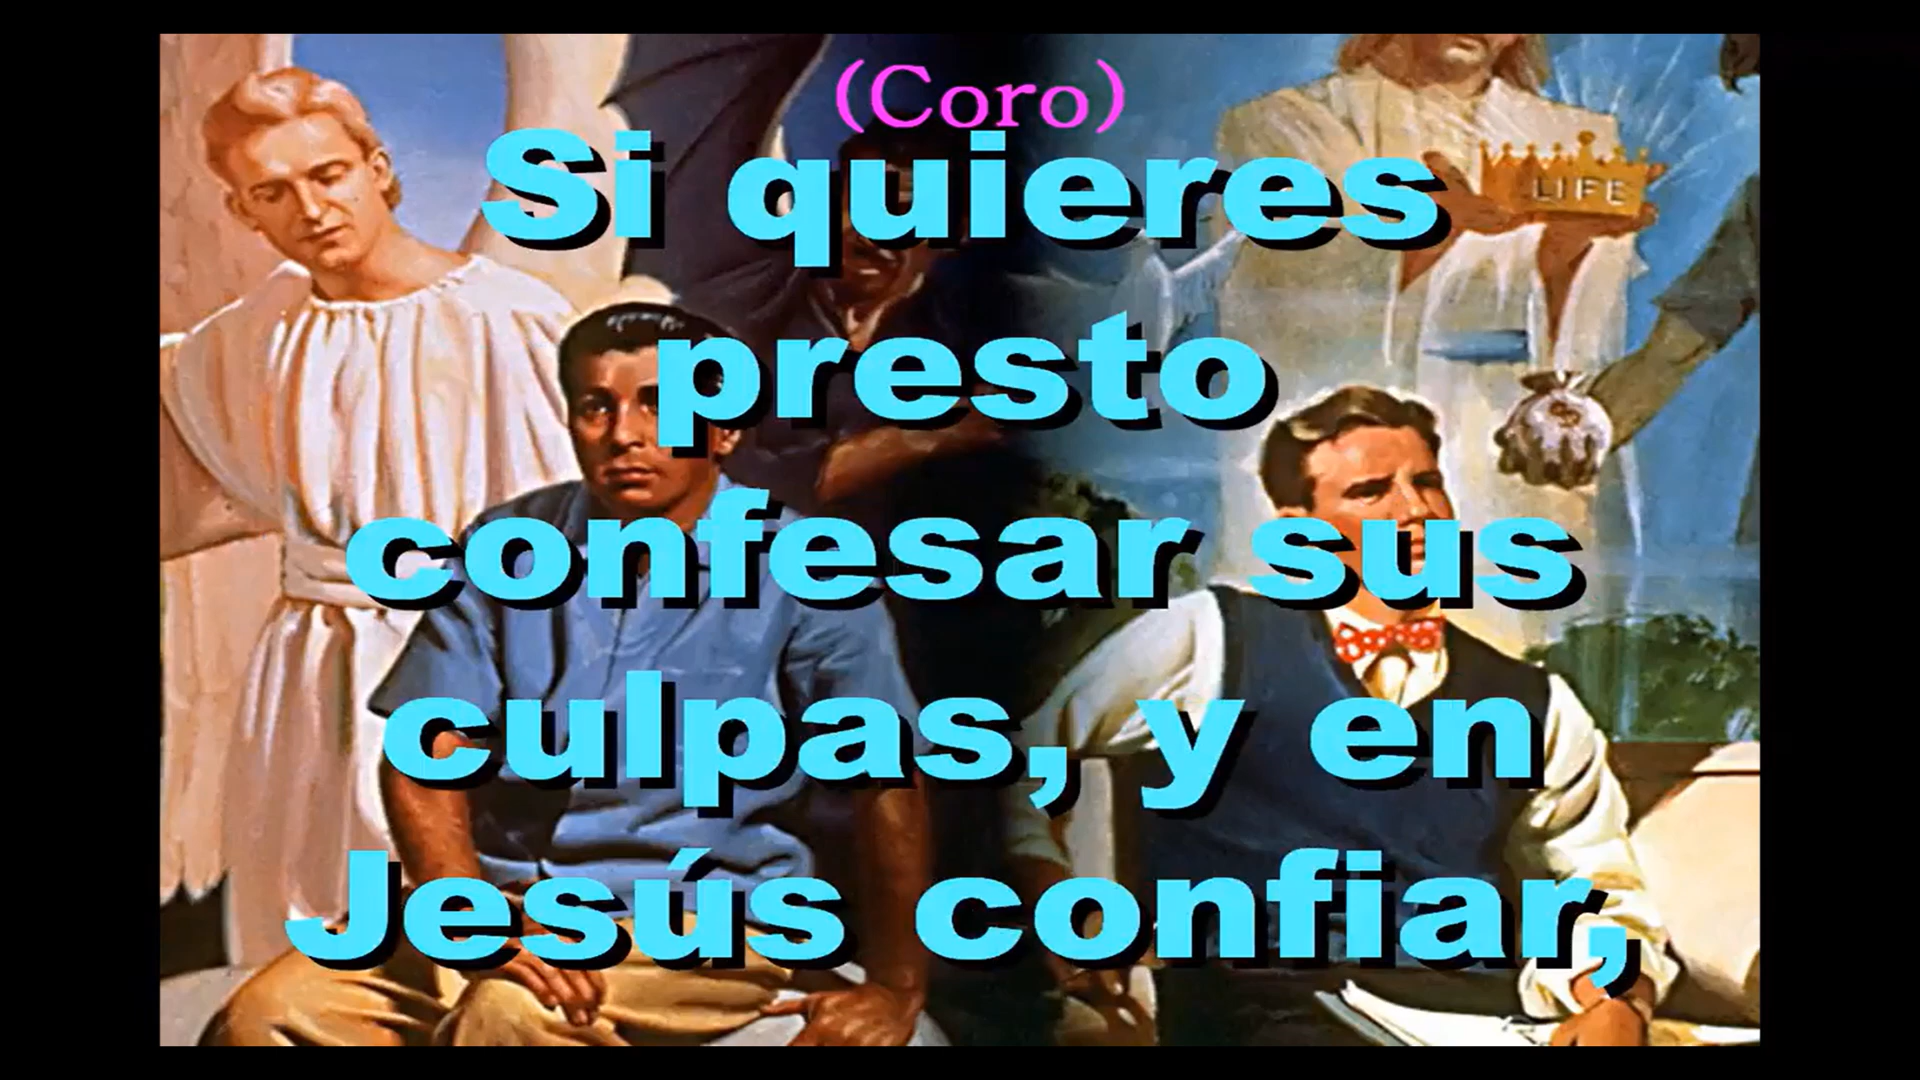 (Coro)
Si quieres
LIFE
presto
confesar sus
culpas, y en
Jesús confiar,